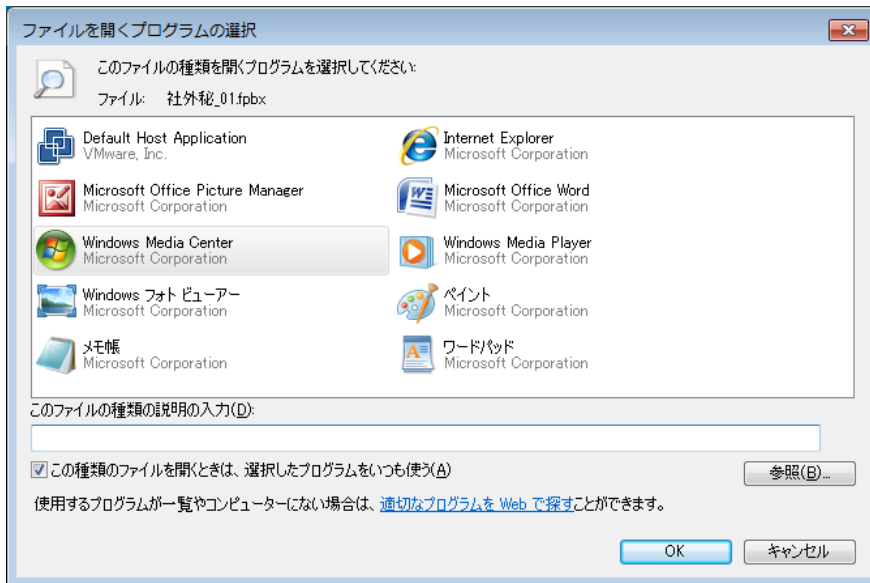 ファイルを開くプログラムの選択
このファイルの種類を開くプログラムを選択してください:
ファイル: 社外秘_01.fpbx
Default Host Application
VMware, Inc.
Internet Explorer
Microsoft Corporation
Microsoft Office Picture Manager
Microsoft Corporation
Microsoft Office Word
Microsoft Corporation
Windows Media Center
Microsoft Corporation
Windows Media Player
Microsoft Corporation
Windows フォト ビューアー
Microsoft Corporation
ペイント
Microsoft Corporation
メモ帳
Microsoft Corporation
ワードパッド
Microsoft Corporation
このファイルの種類の説明の入力(D):
この種類のファイルを開くときは、選択したプログラムをいつも使う(A)
参照(B)...
使用するプログラムが一覧やコンピューターにない場合は、適切なプログラムを Web で探すことができます。
OK
キャンセル